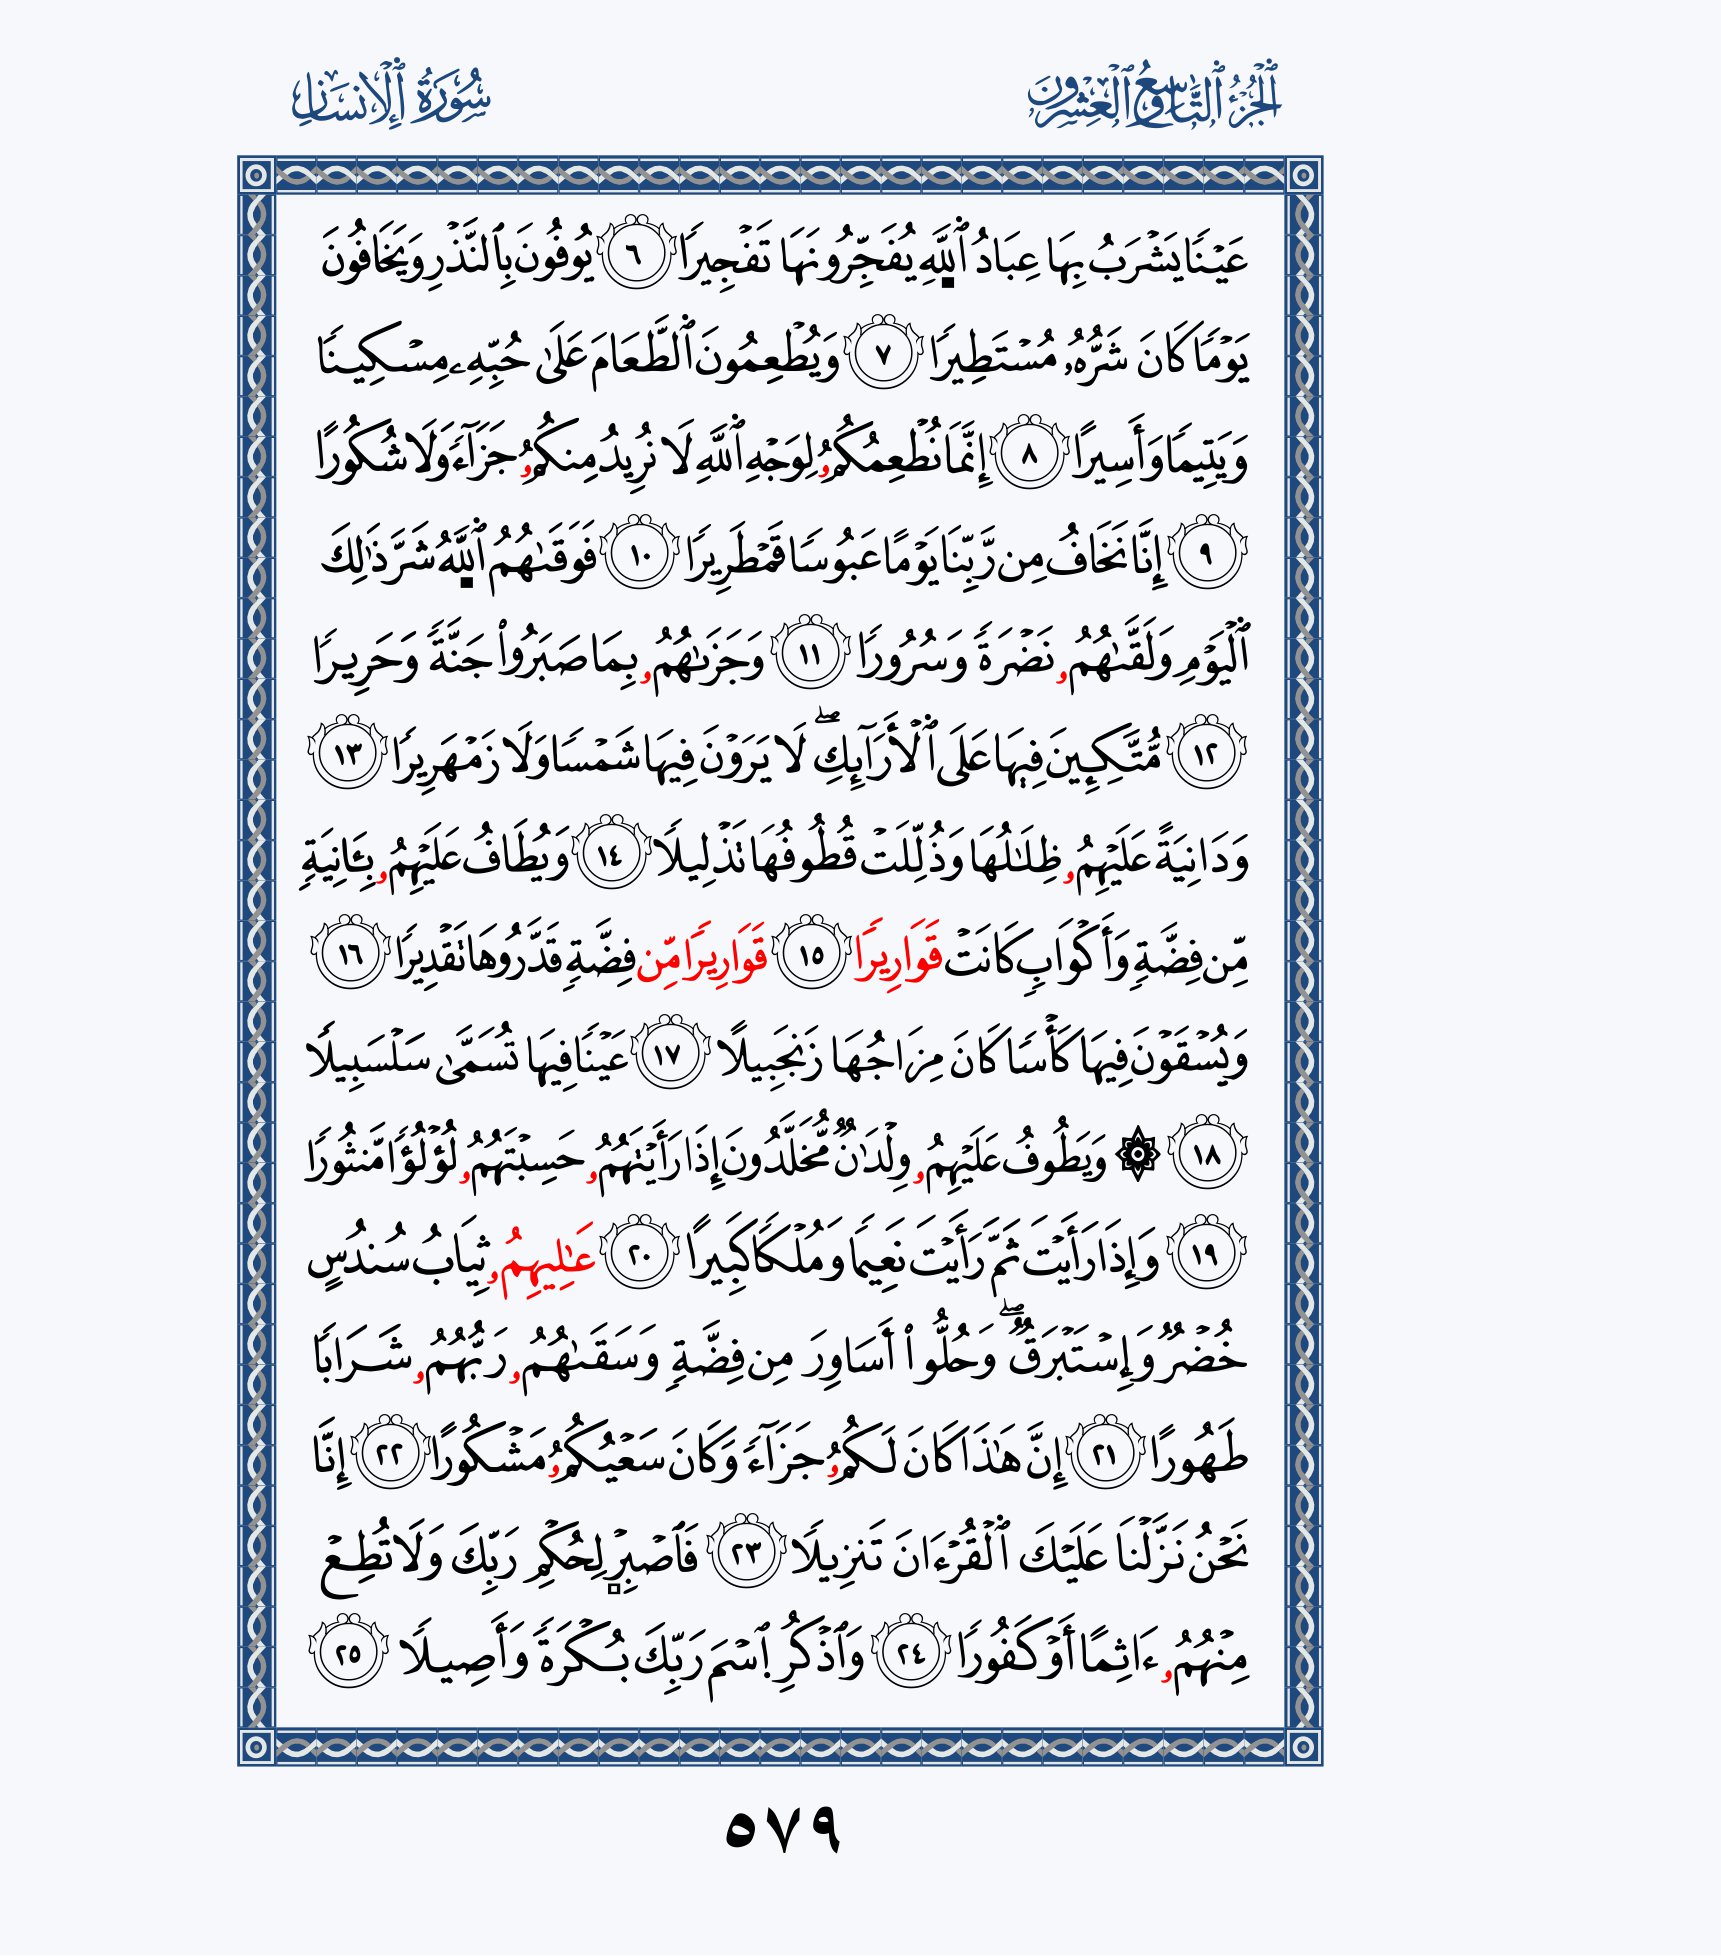 ٱلْجُزْءُ ٱلتَّاسِعُ وَٱلْعِشْرُونَ
سُورَةُ ٱلْإِنسَانِ
عَيْنٗا يَشْرَبُ بِهَا عِبَادُ ٱللَّهِ يُفَجِّرُونَهَا تَفْجِيرٗا ٦ يُوفُونَ بِٱلنَّذْرِ وَيَخَافُونَ
يَوْمٗا كَانَ شَرُّهُۥ مُسْتَطِيرٗا ٧ وَيُطْعِمُونَ ٱلطَّعَامَ عَلَىٰ حُبِّهِۦ مِسْكِينٗا
وَيَتِيمٗا وَأَسِيرًا ٨ إِنَّمَا نُطْعِمُكُمُۥ لِوَجْهِ ٱللَّهِ لَا نُرِيدُ مِنكُمُۥ جَزَآءٗ وَلَا شُكُورًا
٩ إِنَّا نَخَافُ مِن رَّبِّنَا يَوْمًا عَبُوسٗا قَمْطَرِيرٗا ١٠ فَوَقَىٰهُمُ ٱللَّهُ شَرَّ ذَٰلِكَ
ٱلْيَوْمِ وَلَقَّىٰهُمُۥ نَضْرَةٗ وَسُرُورٗا ١١ وَجَزَىٰهُمُۥ بِمَا صَبَرُواْ جَنَّةٗ وَحَرِيرٗا
١٢ مُّتَّكِـِٔينَ فِيهَا عَلَى ٱلْأَرَآئِكِۖ لَا يَرَوْنَ فِيهَا شَمْسٗا وَلَا زَمْهَرِيرٗا ١٣
وَدَانِيَةً عَلَيْهِمُۥ ظِلَٰلُهَا وَذُلِّلَتْ قُطُوفُهَا تَذْلِيلٗا ١٤ وَيُطَافُ عَلَيْهِمُۥ بِـَٔانِيَةٖ
مِّن فِضَّةٖ وَأَكْوَابٖ كَانَتْ قَوَارِيرٗا ١٥ قَوَارِيرٗا مِّن فِضَّةٖ قَدَّرُوهَا تَقْدِيرٗا ١٦
وَيُسْقَوْنَ فِيهَا كَأْسٗا كَانَ مِزَاجُهَا زَنجَبِيلًا ١٧ عَيْنٗا فِيهَا تُسَمَّىٰ سَلْسَبِيلٗا
١٨ ۞ وَيَطُوفُ عَلَيْهِمُۥ وِلْدَٰنٞ مُّخَلَّدُونَ إِذَا رَأَيْتَهُمُۥ حَسِبْتَهُمُۥ لُؤْلُؤٗا مَّنثُورٗا
١٩ وَإِذَا رَأَيْتَ ثَمَّ رَأَيْتَ نَعِيمٗا وَمُلْكٗا كَبِيرًا ٢٠ عَٰلِيهِمُۥ ثِيَابُ سُندُسٍ
خُضْرٞ وَإِسْتَبْرَقٞۖ وَحُلُّواْ أَسَاوِرَ مِن فِضَّةٖ وَسَقَىٰهُمُۥ رَبُّهُمُۥ شَرَابٗا
طَهُورًا ٢١ إِنَّ هَٰذَا كَانَ لَكُمُۥ جَزَآءٗ وَكَانَ سَعْيُكُمُۥ مَشْكُورًا ٢٢ إِنَّا
نَحْنُ نَزَّلْنَا عَلَيْكَ ٱلْقُرْءَانَ تَنزِيلٗا ٢٣ فَٱصْبِرْ لِحُكْمِ رَبِّكَ وَلَا تُطِعْ
مِنْهُمُۥ ءَاثِمًا أَوْ كَفُورٗا ٢٤ وَٱذْكُرِ ٱسْمَ رَبِّكَ بُكْرَةٗ وَأَصِيلٗا ٢٥
٥٧٩